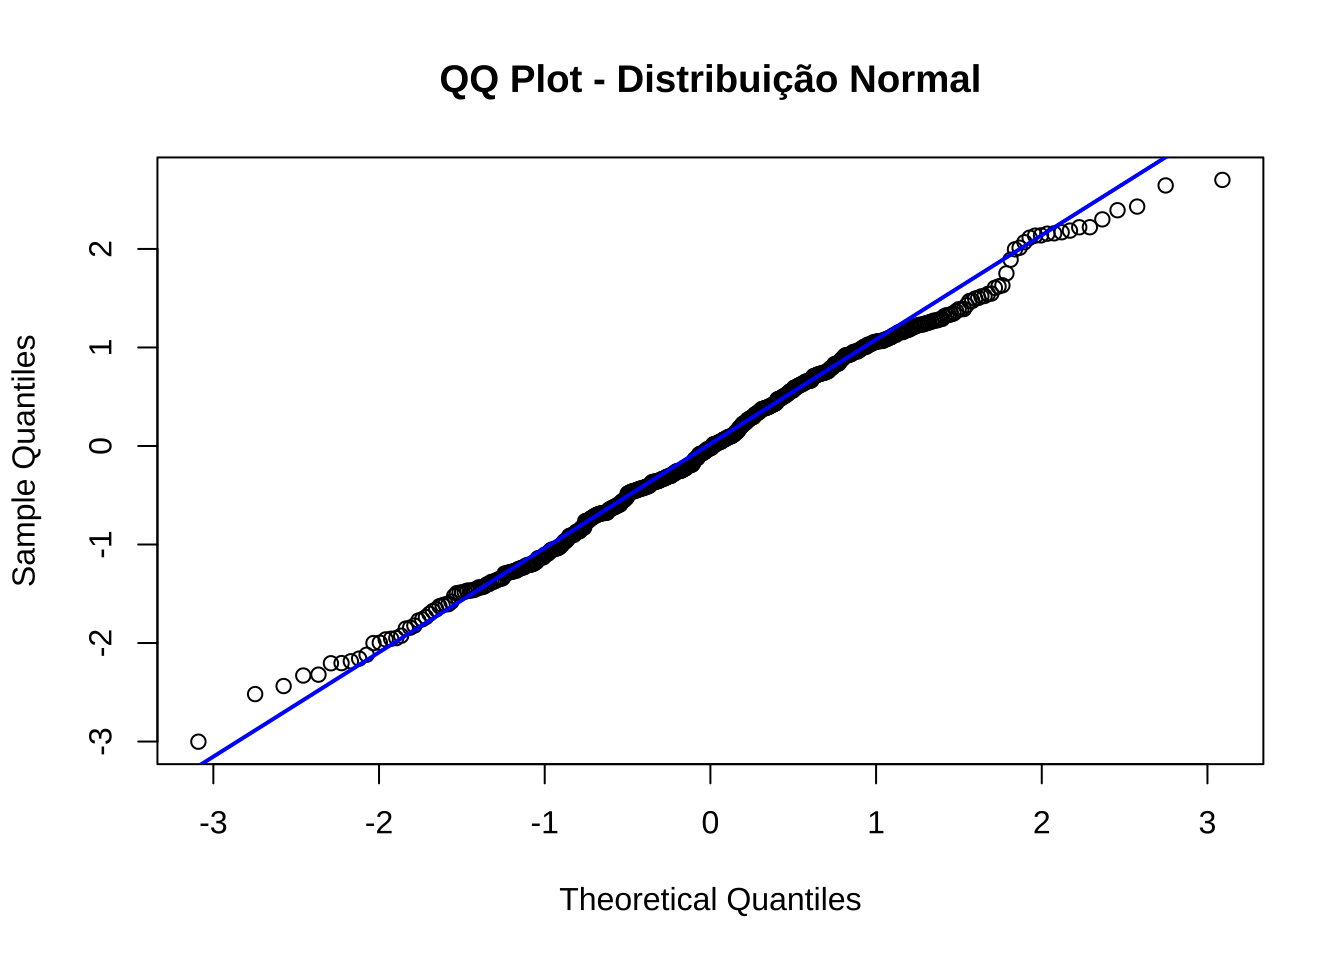 QQ Plot - Distribuição Normal
Sample Quantiles
2
1
0
-1
-2
-3
-3 -2 -1 0 1 2 3
Theoretical Quantiles